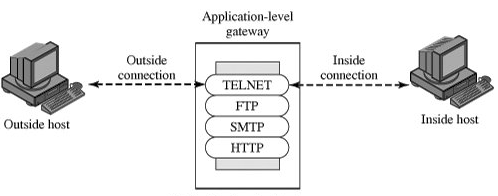 Application-level
gateway
Outside
connection
Inside
connection
TELNET
FTP
SMTP
HTTP
Outside host
Inside host